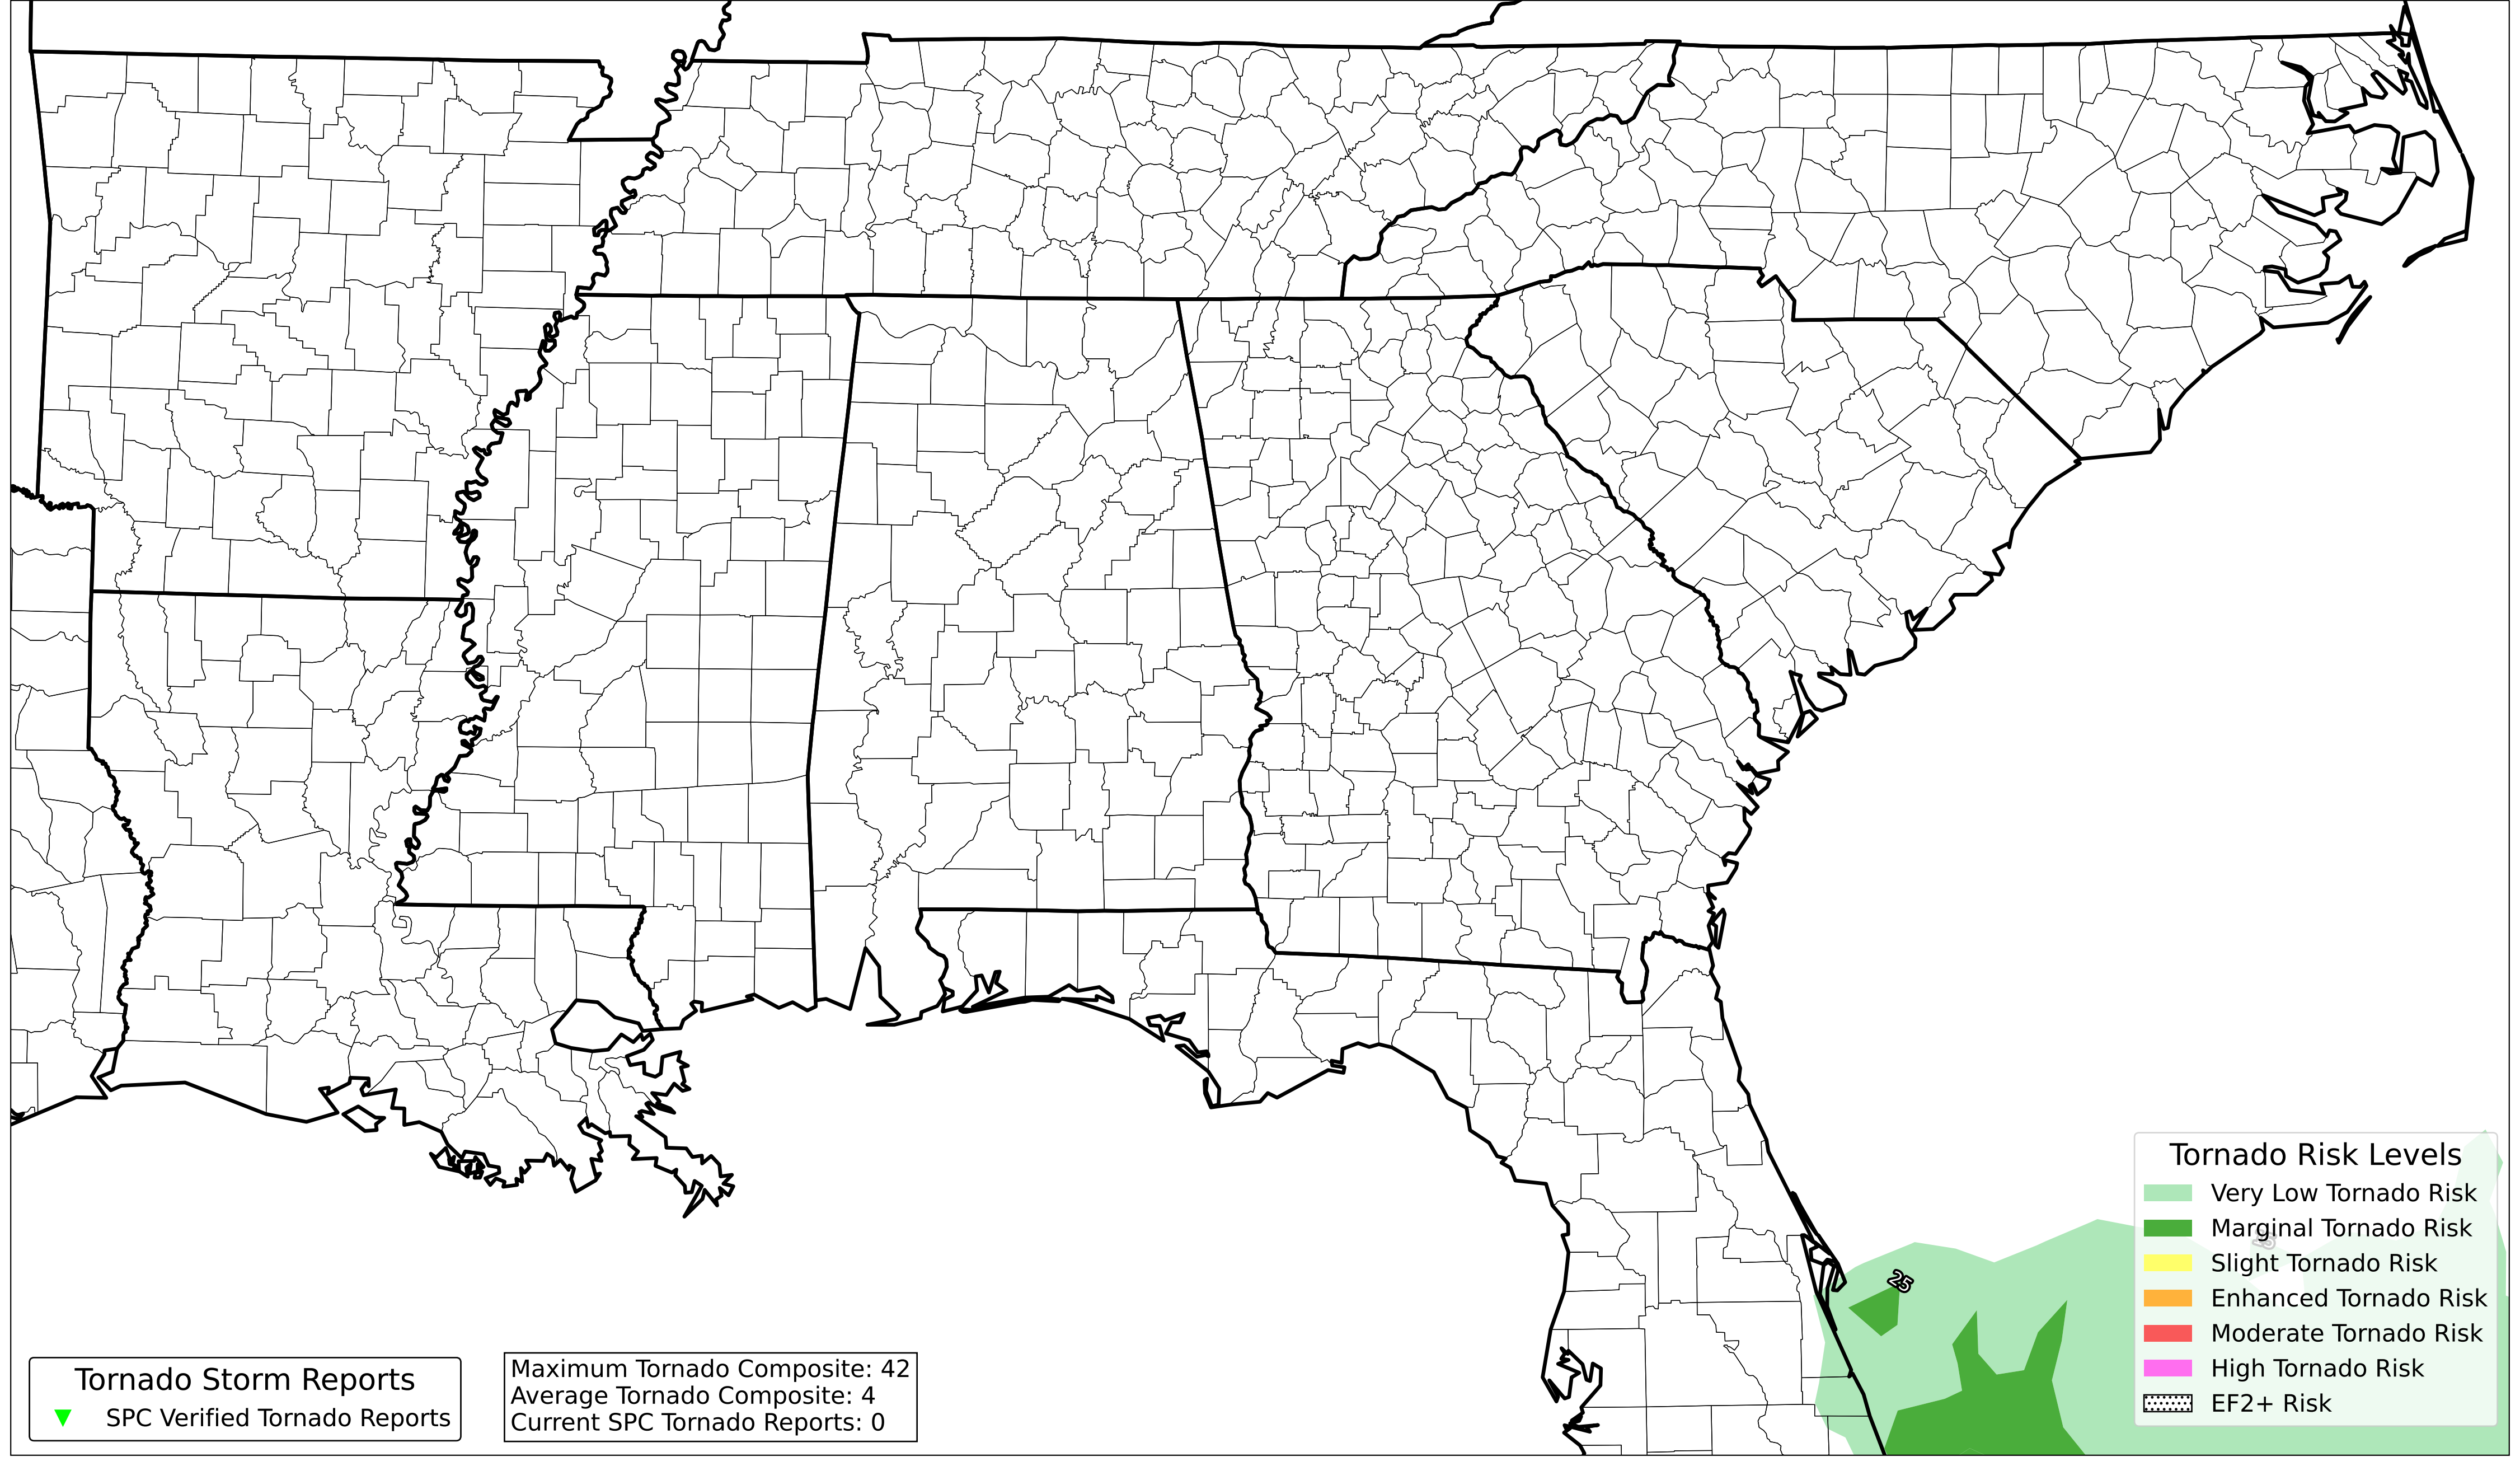 25
Tornado Risk Levels
Very Low Tornado Risk
Marginal Tornado Risk
Slight Tornado Risk
Enhanced Tornado Risk
Moderate Tornado Risk
High Tornado Risk
EF2+ Risk
Tornado Storm Reports
SPC Verified Tornado Reports
Maximum Tornado Composite: 42
Average Tornado Composite: 4
Current SPC Tornado Reports: 0